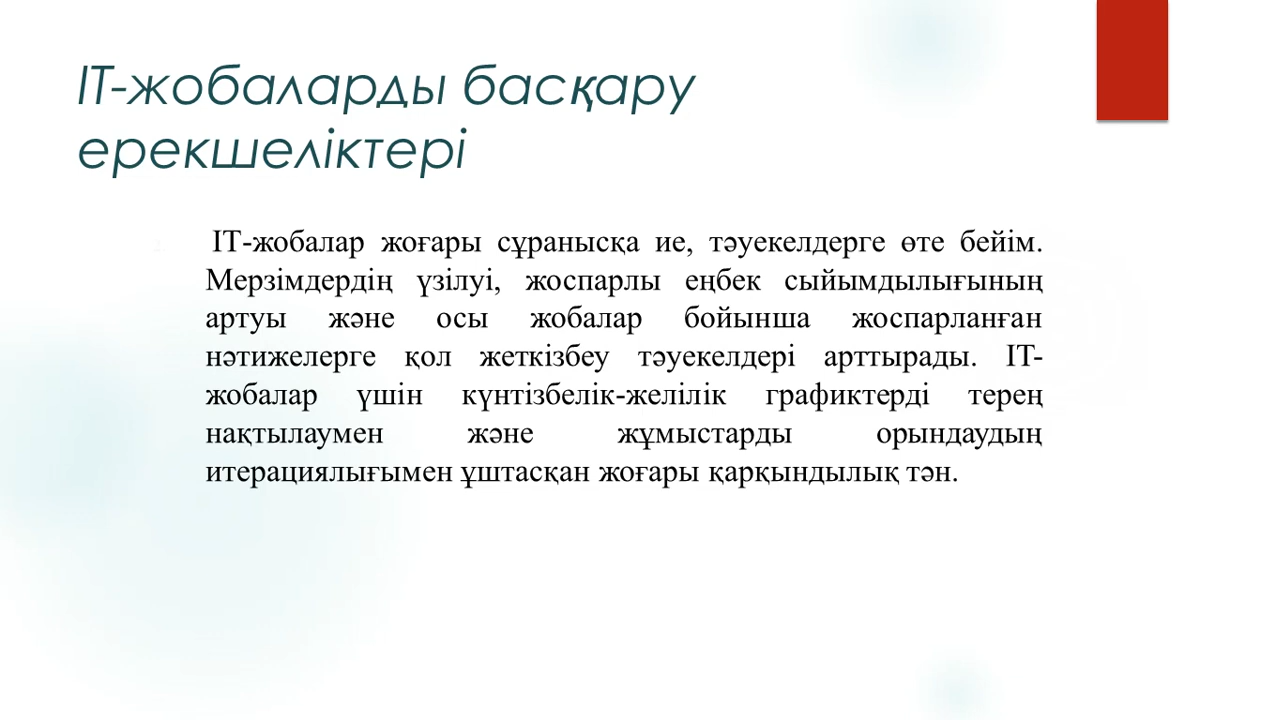 IT-жобаларды басқару
ерекшеліктері
IT-жобалар жоғары сұранысқа ие, тәуекелдерге өте бейім.
Мерзімдердің үзілуі, жоспарлы еңбек сыйымдылығының
артуы және осы жобалар бойынша жоспарланған
нәтижелерге қол жеткізбеу тәуекелдері арттырады. IT-
жобалар үшін күнтізбелік-желілік графиктерді терең
нақтылаумен және жұмыстарды орындаудың
итерациялығымен ұштасқан жоғары қарқындылық тән.